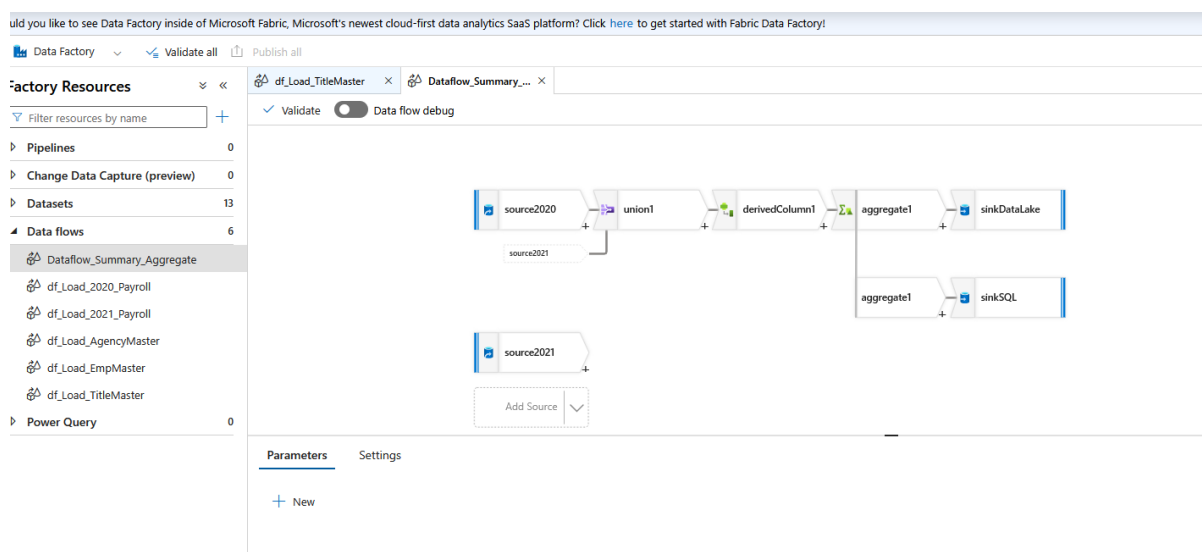 uld you like to see Data Factory inside of Microsoft Fabric, Microsoft's newest cloud-first data analytics SaaS platform? Click here to get started with Fabric Data Factory!
Data Factory
Validate all
Publish all
Factory Resources
Filter resources by name
Pipelines 0
Change Data Capture (preview) 0
Datasets 13
Data flows 6
Dataflow_Summary_Aggregate
df_Load_2020_Payroll
df_Load_2021_Payroll
df_Load_AgencyMaster
df_Load_EmpMaster
df_Load_TitleMaster
Power Query 0
df_Load_TitleMaster
Dataflow_Summary_...
Validate
Data flow debug
source2020
union1
derivedColumn1
aggregate1
sinkDataLake
source2021
aggregate1
sinkSQL
source2021
Add Source
Parameters
Settings
New